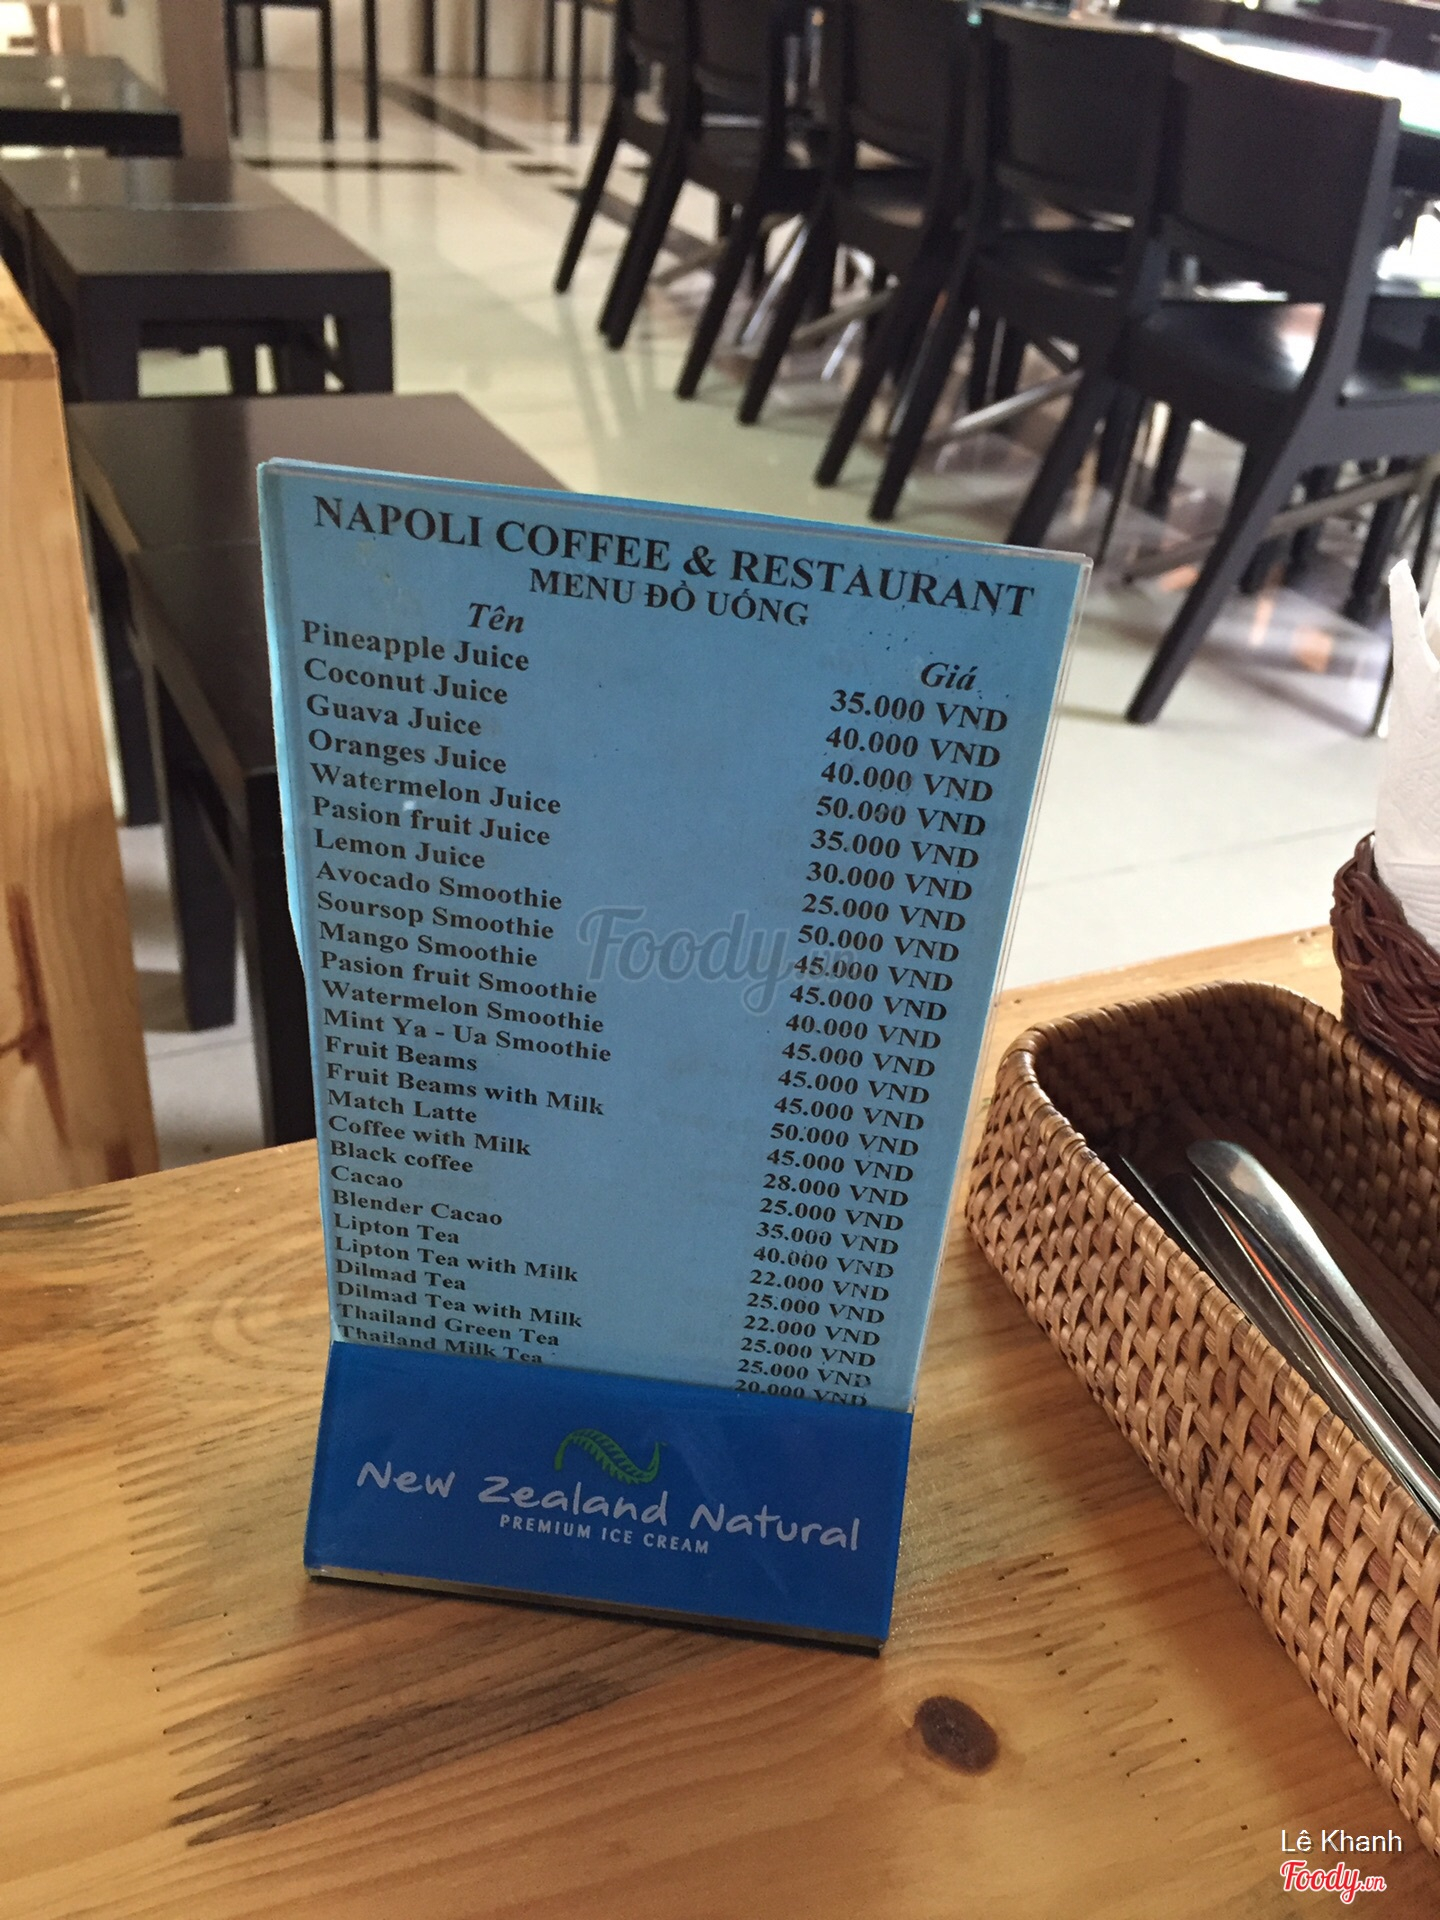 NAPOLI COFFEE & RESTAURANT
MENU ĐỒ UỐNG
Tên Giá
Pineapple Juice 35.000 VND
Coconut Juice 40.000 VND
Guava Juice 40.000 VND
Oranges Juice 50.000 VND
Watermelon Juice 35.000 VND
Pasion fruit Juice 30.000 VND
Lemon Juice 25.000 VND
Avocado Smoothie 50.000 VND
Soursop Smoothie 45.000 VND
Mango Smoothie 45.000 VND
Pasion fruit Smoothie 40.000 VND
Watermelon Smoothie 45.000 VND
Mint Ya - Ua Smoothie 45.000 VND
Fruit Beams 45.000 VND
Fruit Beams with Milk 50.000 VND
Match Latte 45.000 VND
Coffee with Milk 28.000 VND
Black coffee 25.000 VND
Cacao 35.000 VND
Blender Cacao 40.000 VND
Lipton Tea 22.000 VND
Lipton Tea with Milk 25.000 VND
Dilmad Tea 22.000 VND
Dilmad Tea with Milk 25.000 VND
Thailand Green Tea 25.000 VND
Thailand Milk Tea 20.000 VND
Foody.vn
New Zealand Natural
PREMIUM ICE CREAM
Lê Khanh
Foody.vn